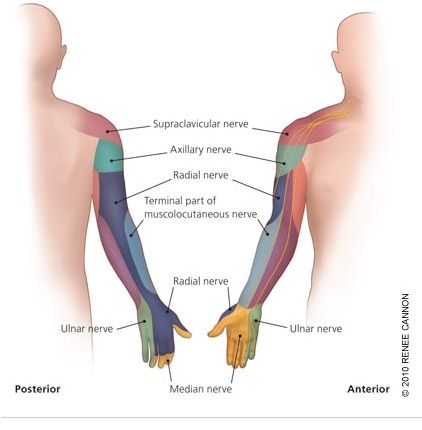 Supraclavicular nerve
Axillary nerve
Radial nerve
Terminal part of
muscolocutaneous nerve
Radial nerve
Ulnar nerve
Ulnar nerve
Median nerve
Posterior
Anterior
© 2010 RENEE CANNON